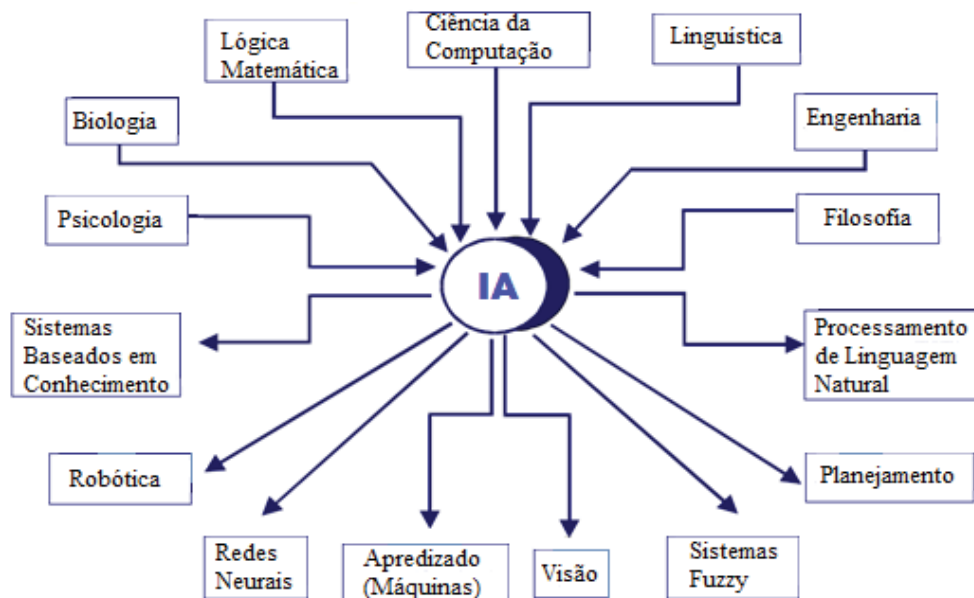 Ciência da
Computação
Lógica
Matemática
Linguística
Biologia
Engenharia
Psicologia
Filosofia
IA
Sistemas
Baseados em
Conhecimento
Processamento
de Linguagem
Natural
Robótica
Planejamento
Redes
Neurais
Apredizado
(Máquinas)
Visão
Sistemas
Fuzzy